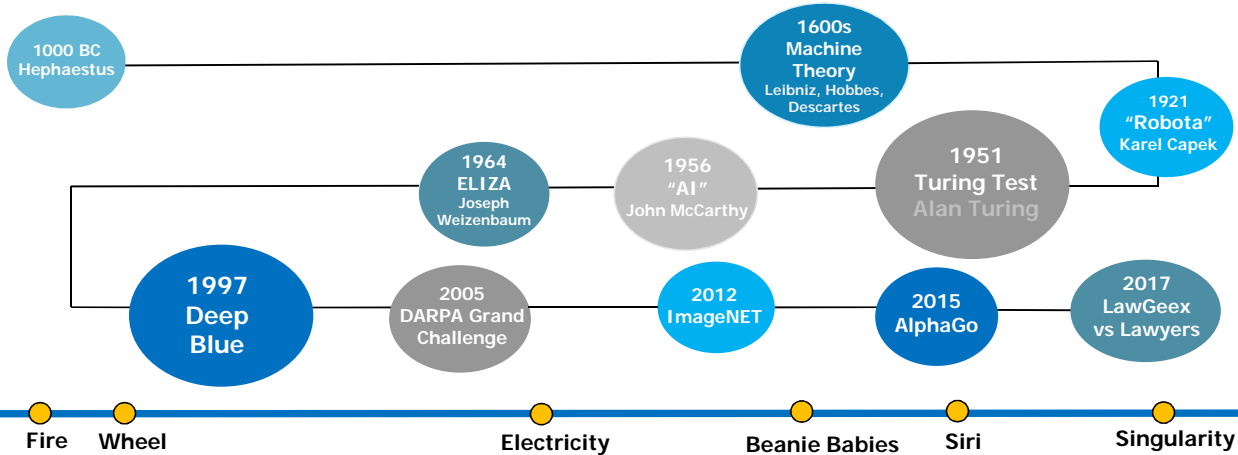 1000 BC
Hephaestus
1600s
Machine
Theory
Leibniz, Hobbes,
Descartes
1921
“Robota”
Karel Capek
1951
Turing Test
Alan Turing
1956
“AI”
John McCarthy
1964
ELIZA
Joseph
Weizenbaum
1997
Deep
Blue
2005
DARPA Grand
Challenge
2012
ImageNET
2015
AlphaGo
2017
LawGeex
vs Lawyers
Fire
Wheel
Electricity
Beanie Babies
Siri
Singularity